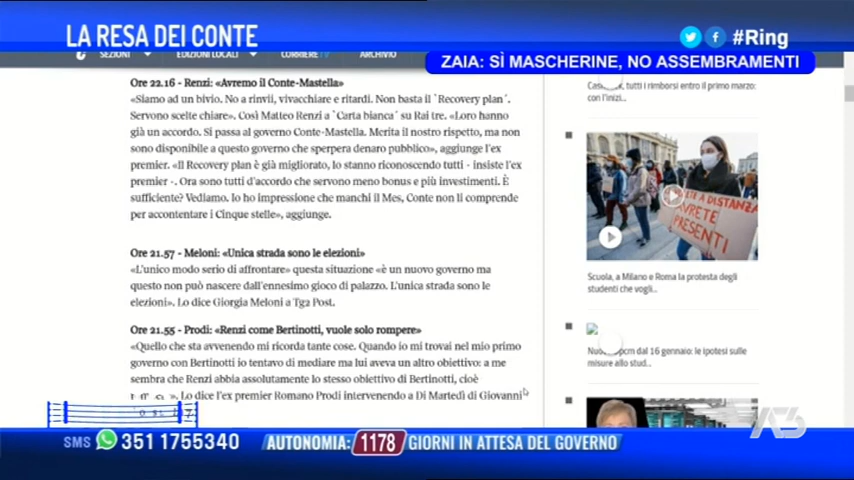 LA RESA DEI CONTE
#Ring
SEZIONI
EDIZIONI LOCALI
CORRIERETV
ARCHIVIO
ZAIA: SÌ MASCHERINE, NO ASSEMBRAMENTI
Ore 22.16 - Renzi: «Avremo il Conte-Mastella»
«Siamo ad un bivio. No a rinvii, vivacchiare e ritardi. Non basta il `Recovery plan´.
Servono scelte chiare». Così Matteo Renzi a `Carta bianca´ su Rai tre. «Loro hanno
già un accordo. Si passa al governo Conte-Mastella. Merita il nostro rispetto, ma non
sono disponibile a questo governo che sperpera denaro pubblico», aggiunge l'ex
premier. «Il Recovery plan è già migliorato, lo stanno riconoscendo tutti - insiste l'ex
premier -. Ora sono tutti d'accordo che servono meno bonus e più investimenti. È
sufficiente? Vediamo. Io ho impressione che manchi il Mes, Conte non li comprende
per accontentare i Cinque stelle», aggiunge.
Ore 21.57 - Meloni: «Unica strada sono le elezioni»
«L'unico modo serio di affrontare» questa situazione «è un nuovo governo ma
questo non può nascere dall'ennesimo gioco di palazzo. L'unica strada sono le
elezioni». Lo dice Giorgia Meloni a Tg2 Post.
Ore 21.55 - Prodi: «Renzi come Bertinotti, vuole solo rompere»
«Quello che sta avvenendo mi ricorda tante cose. Quando io mi trovai nel mio primo
governo con Bertinotti io tentavo di mediare ma lui aveva un altro obiettivo: a me
sembra che Renzi abbia assolutamente lo stesso obiettivo di Bertinotti, cioè
». Lo dice l'ex premier Romano Prodi intervenendo a Di Martedì di Giovanni
tutti i rimborsi entro il primo marzo:
con l'inizi...
A DISTANZA
AVRETE
PRESENTI
Scuola, a Milano e Roma la protesta degli
studenti che vogli...
dpcm dal 16 gennaio: le ipotesi sulle
misure allo stud...
SMS 351 1755340
AUTONOMIA: 1178 GIORNI IN ATTESA DEL GOVERNO